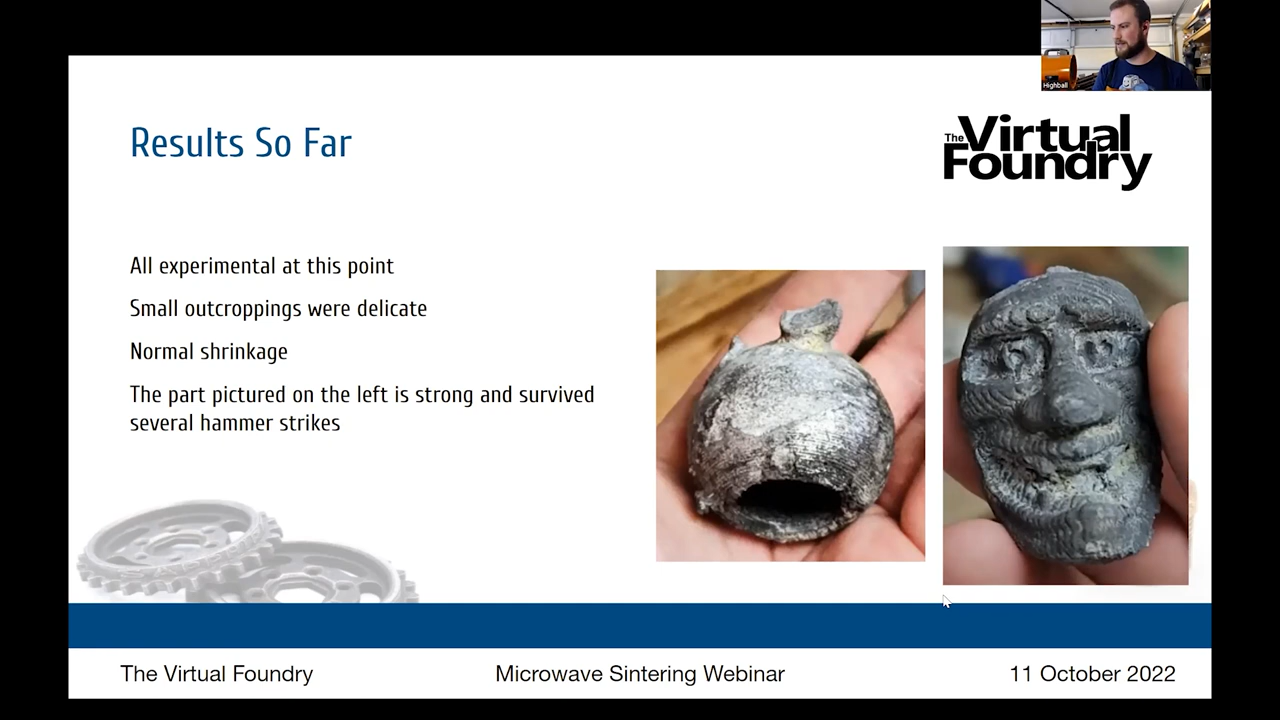 Highball
Results So Far
The Virtual
Foundry
All experimental at this point
Small outcroppings were delicate
Normal shrinkage
The part pictured on the left is strong and survived
several hammer strikes
The Virtual Foundry
Microwave Sintering Webinar
11 October 2022